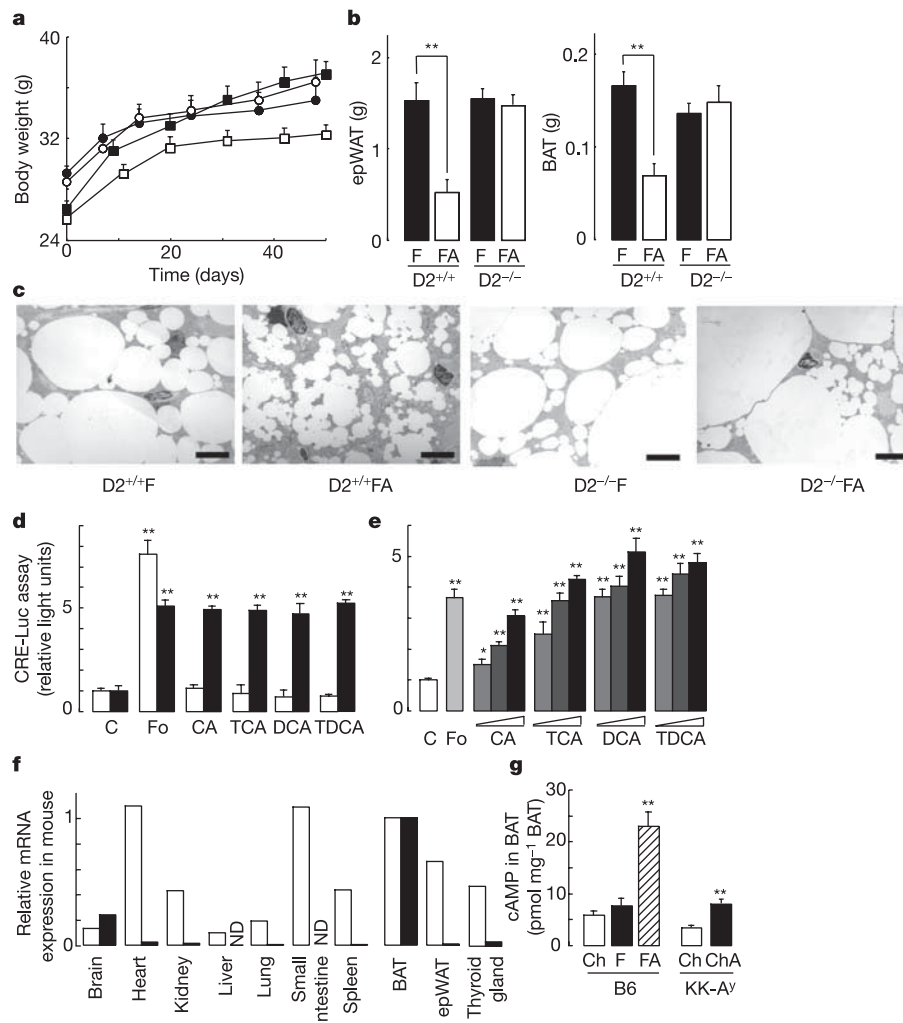 a
40
32
24
Body weight (g)
0 20 40
Time (days)
b
2
1
0
epWAT (g)
**
F FA F FA
D2+/+ D2−/−
0.2
0.1
0
BAT (g)
**
F FA F FA
D2+/+ D2−/−
c
D2+/+F D2+/+FA D2−/−F D2−/−FA
d
10
5
0
CRE-Luc assay
(relative light units)
** ** ** ** ** **
C Fo CA TCA DCA TDCA
e
5
0
** * ** ** ** ** ** ** ** ** ** ** **
C Fo CA TCA DCA TDCA
f
1
0
Relative mRNA
expression in mouse
ND ND
Brain
Heart
Kidney
Liver
Lung
Small
intestine
Spleen
BAT
epWAT
Thyroid
gland
g
30
20
10
0
cAMP in BAT
(pmol mg−1 BAT)
** **
Ch F FA Ch ChA
B6 KK-Ay